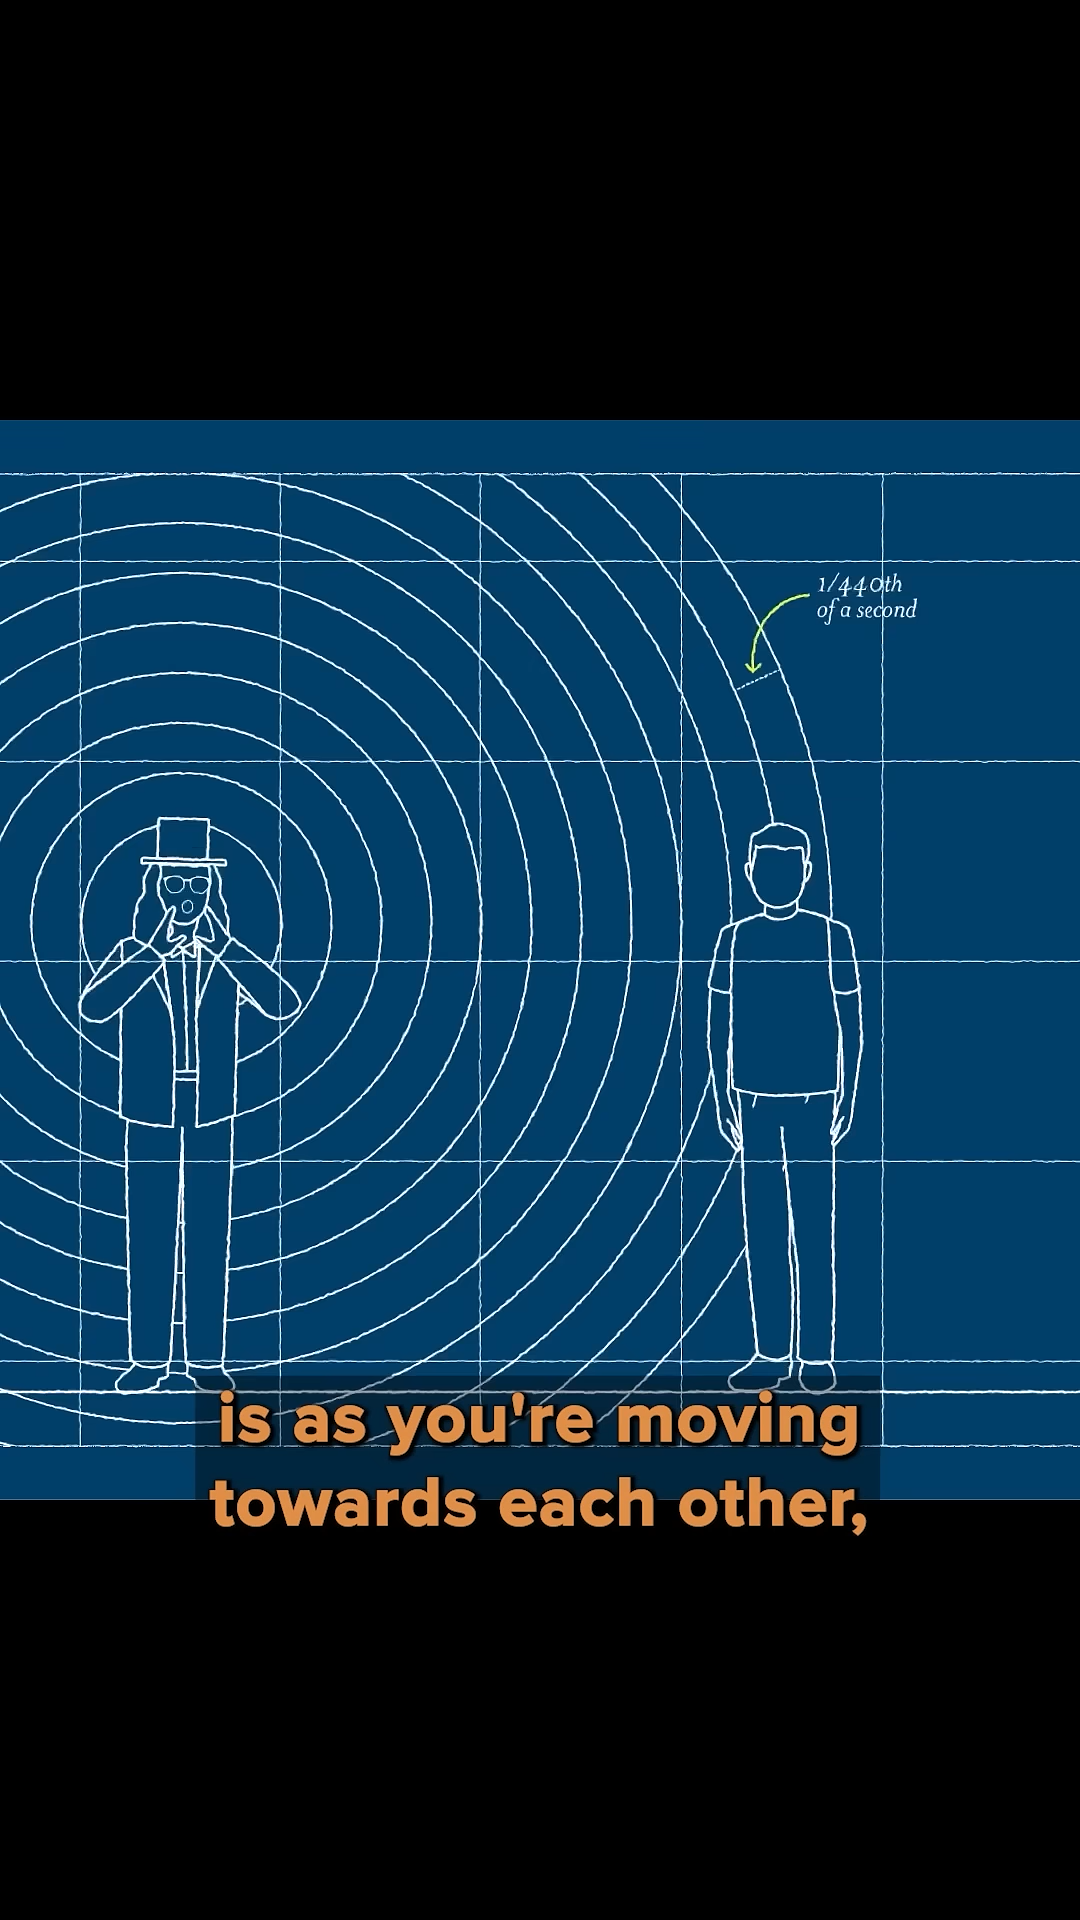 1/440th
of a second
is as you're moving
towards each other,